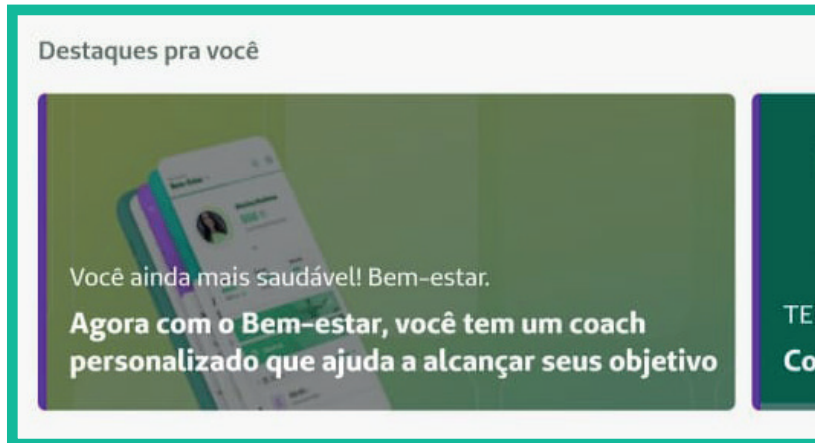 Destaques pra você
Você ainda mais saudável! Bem-estar.
Agora com o Bem-estar, você tem um coach
personalizado que ajuda a alcançar seus objetivo
TE
Co